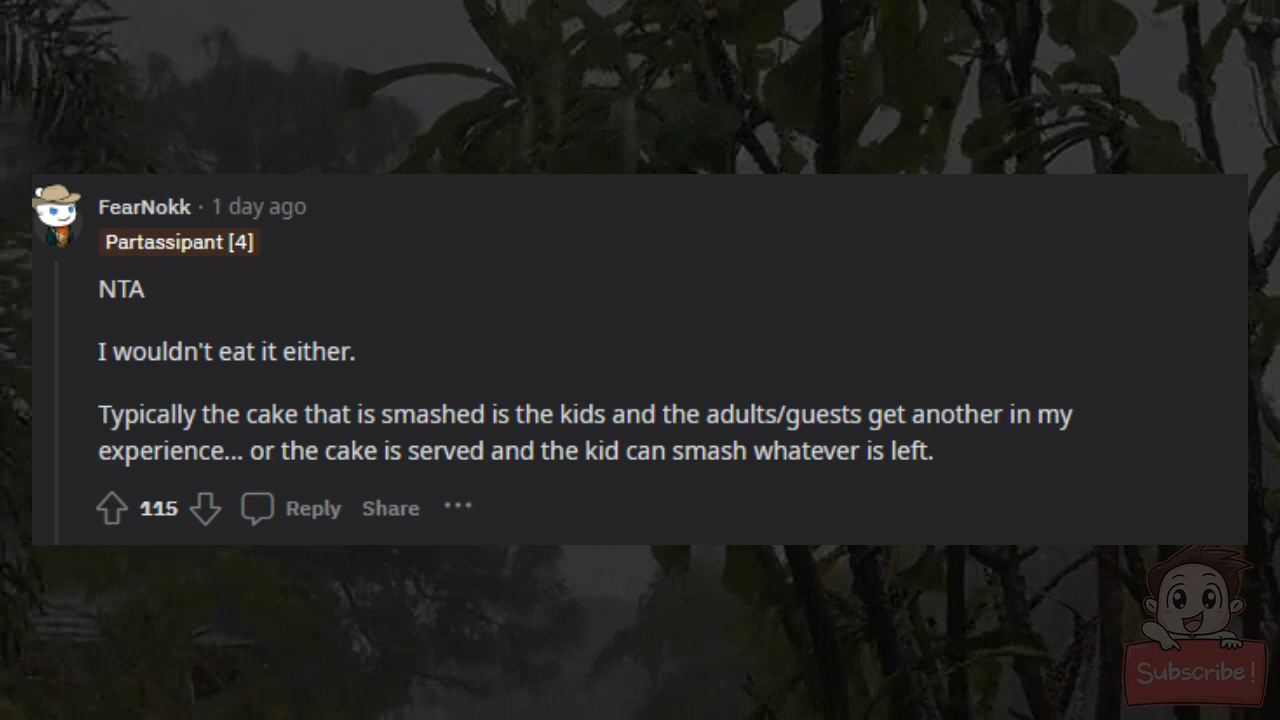 FearNokk · 1 day ago
Partassipant [4]
NTA
I wouldn't eat it either.
Typically the cake that is smashed is the kids and the adults/guests get another in my
experience... or the cake is served and the kid can smash whatever is left.
115 Reply Share ···
Subscribe!